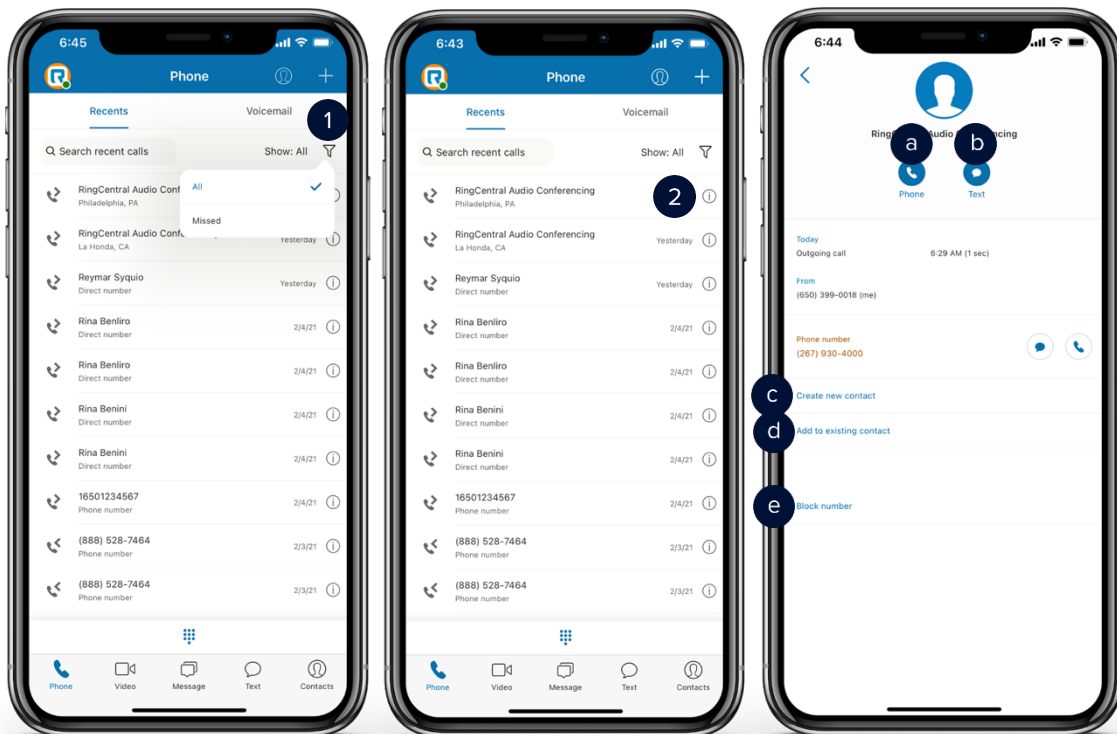 6:45
Phone
Recents
Voicemail
1
Search recent calls
Show: All
All
Missed
RingCentral Audio Conf
Philadelphia, PA
RingCentral Audio
La Honda, CA
Yesterday
Reymar Syquio
Direct number
Yesterday
Rina Benliro
Direct number
2/4/21
Rina Benliro
Direct number
2/4/21
Rina Benini
Direct number
2/4/21
Rina Benini
Direct number
2/4/21
16501234567
Phone number
2/4/21
(888) 528-7464
Phone number
2/3/21
(888) 528-7464
Phone number
2/3/21
Phone
Video
Message
Text
Contacts
6:43
Phone
Recents
Voicemail
Search recent calls
Show: All
RingCentral Audio Conferencing
Philadelphia, PA
2
RingCentral Audio Conferencing
La Honda, CA
Yesterday
Reymar Syquio
Direct number
Yesterday
Rina Benliro
Direct number
2/4/21
Rina Benliro
Direct number
2/4/21
Rina Benini
Direct number
2/4/21
Rina Benini
Direct number
2/4/21
16501234567
Phone number
2/4/21
(888) 528-7464
Phone number
2/3/21
(888) 528-7464
Phone number
2/3/21
Phone
Video
Message
Text
Contacts
6:44
Audio
a
b
Phone
Text
Today
Outgoing call
6:29 AM (1 sec)
From
(650) 399-0018 (me)
Phone number
(267) 930-4000
c
Create new contact
d
Add to existing contact
e
Block number